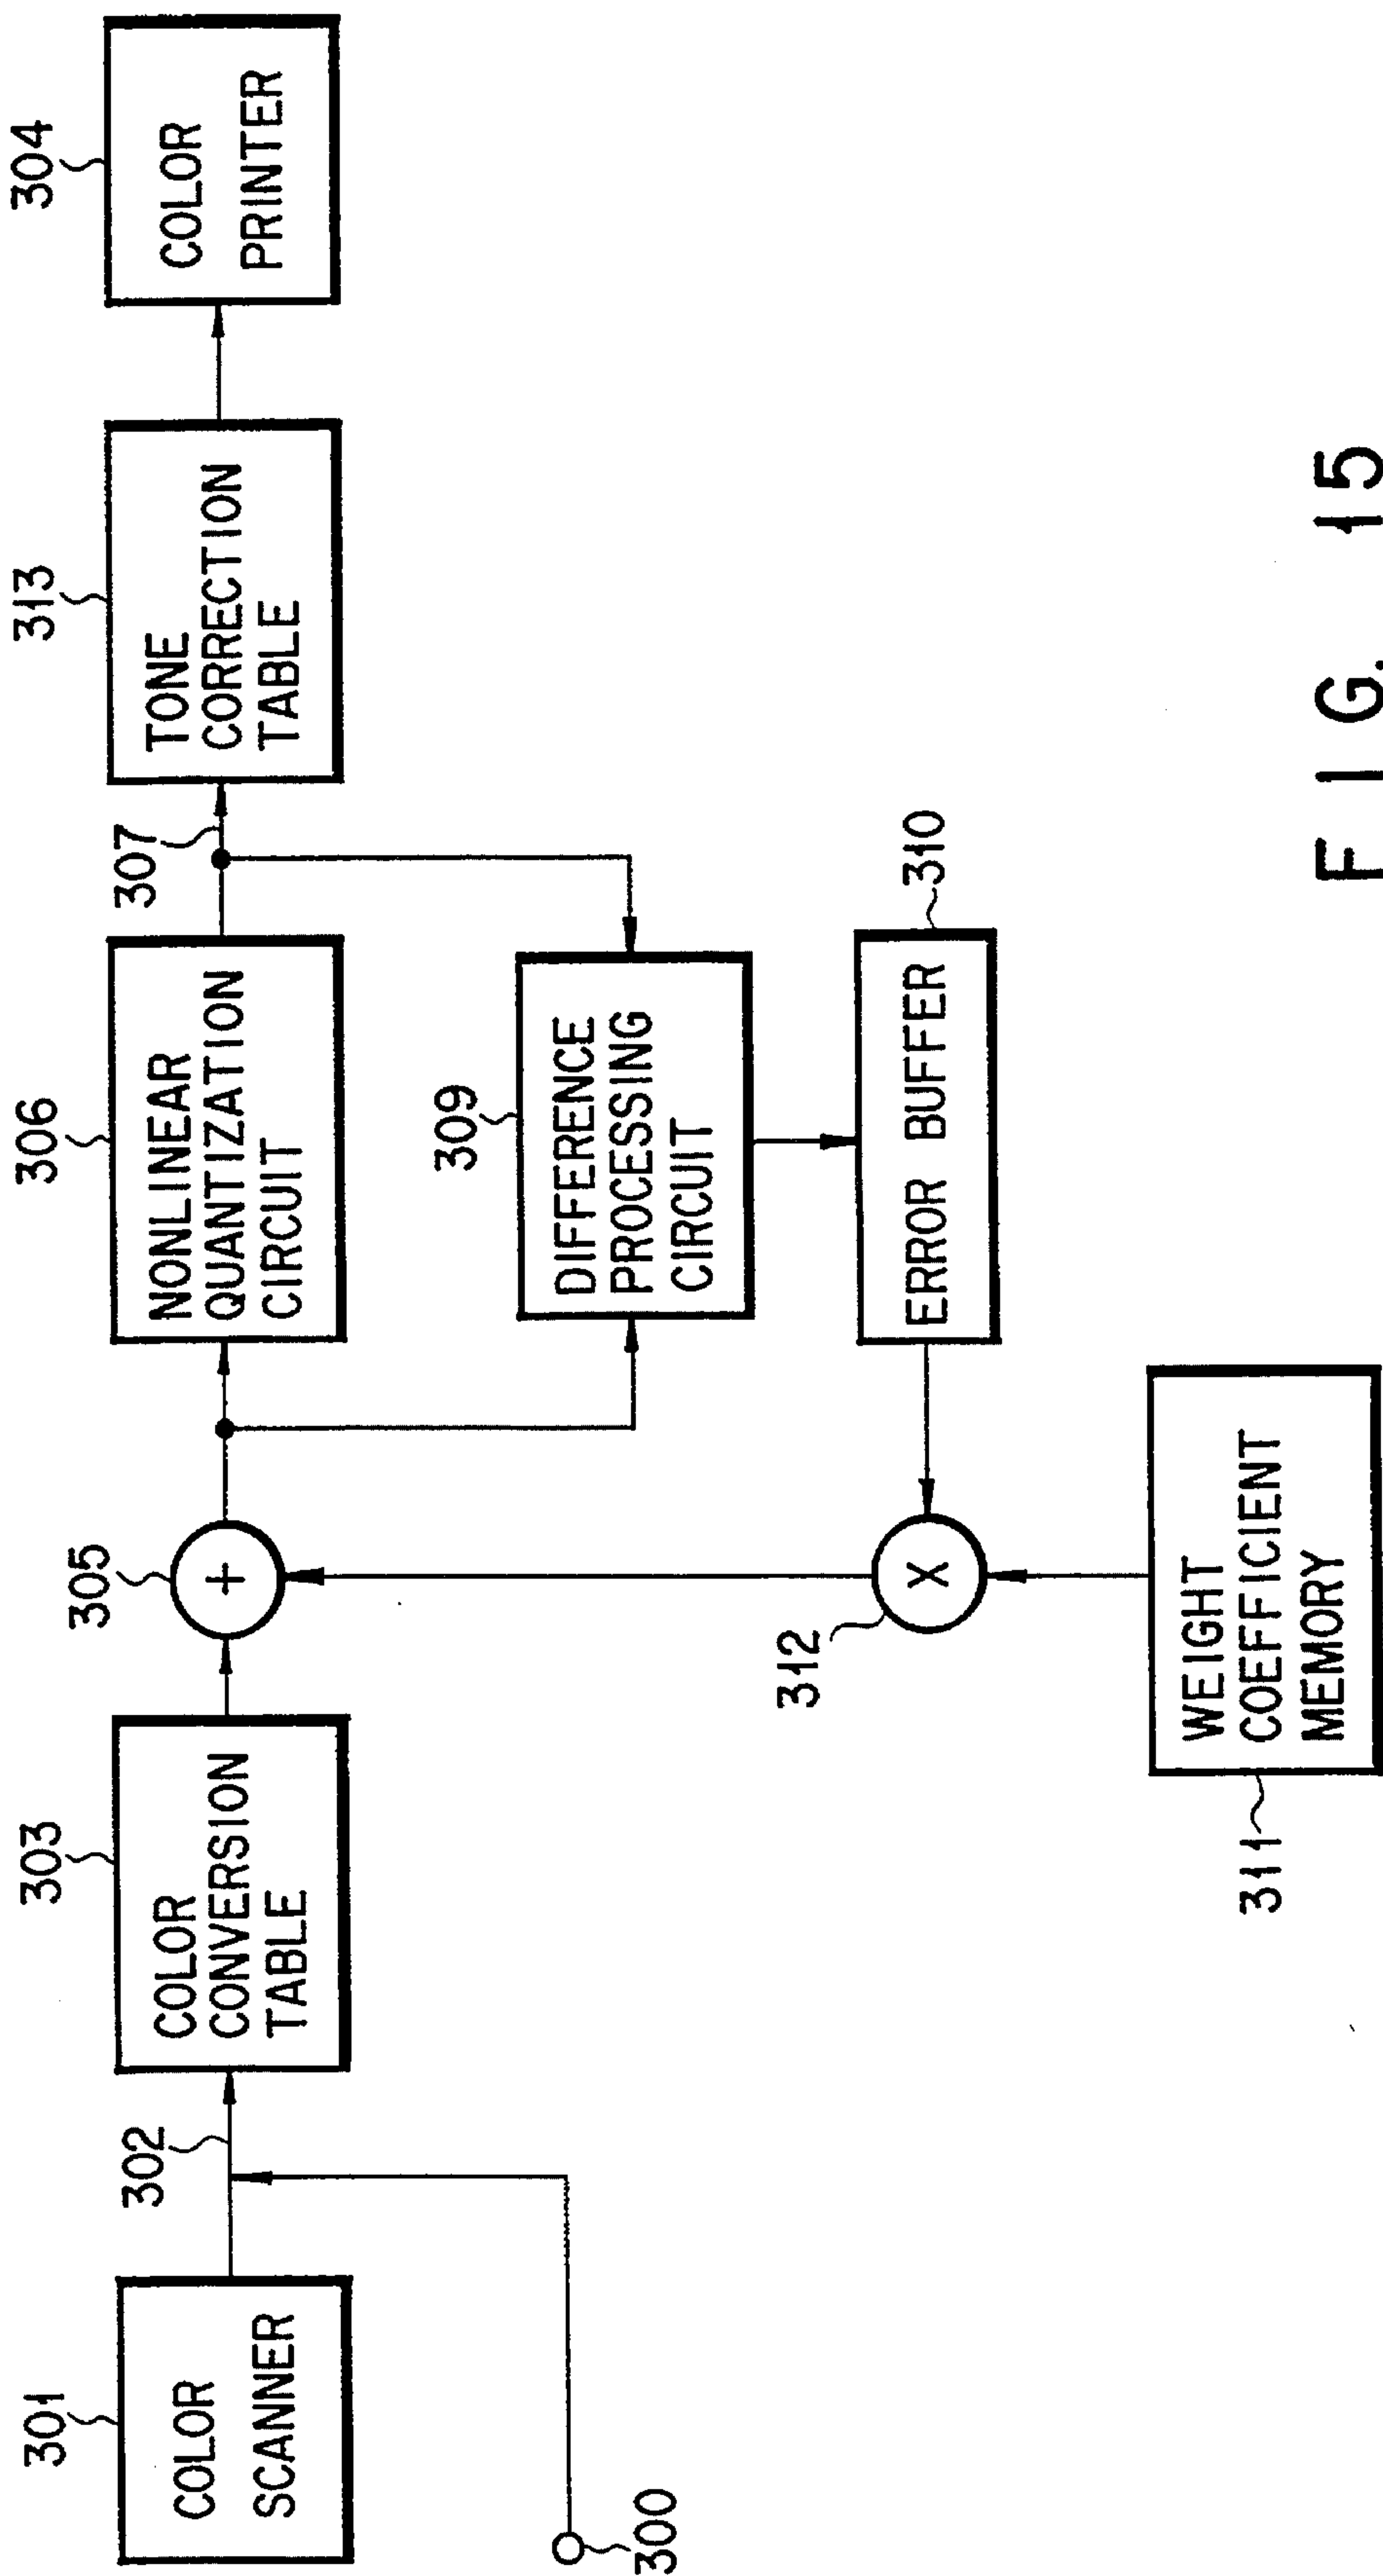 301
COLOR
SCANNER
300
302
303
COLOR
CONVERSION
TABLE
305
+
306
NONLINEAR
QUANTIZATION
CIRCUIT
307
313
TONE
CORRECTION
TABLE
304
COLOR
PRINTER
309
DIFFERENCE
PROCESSING
CIRCUIT
310
ERROR BUFFER
312
X
311
WEIGHT
COEFFICIENT
MEMORY
FIG. 15